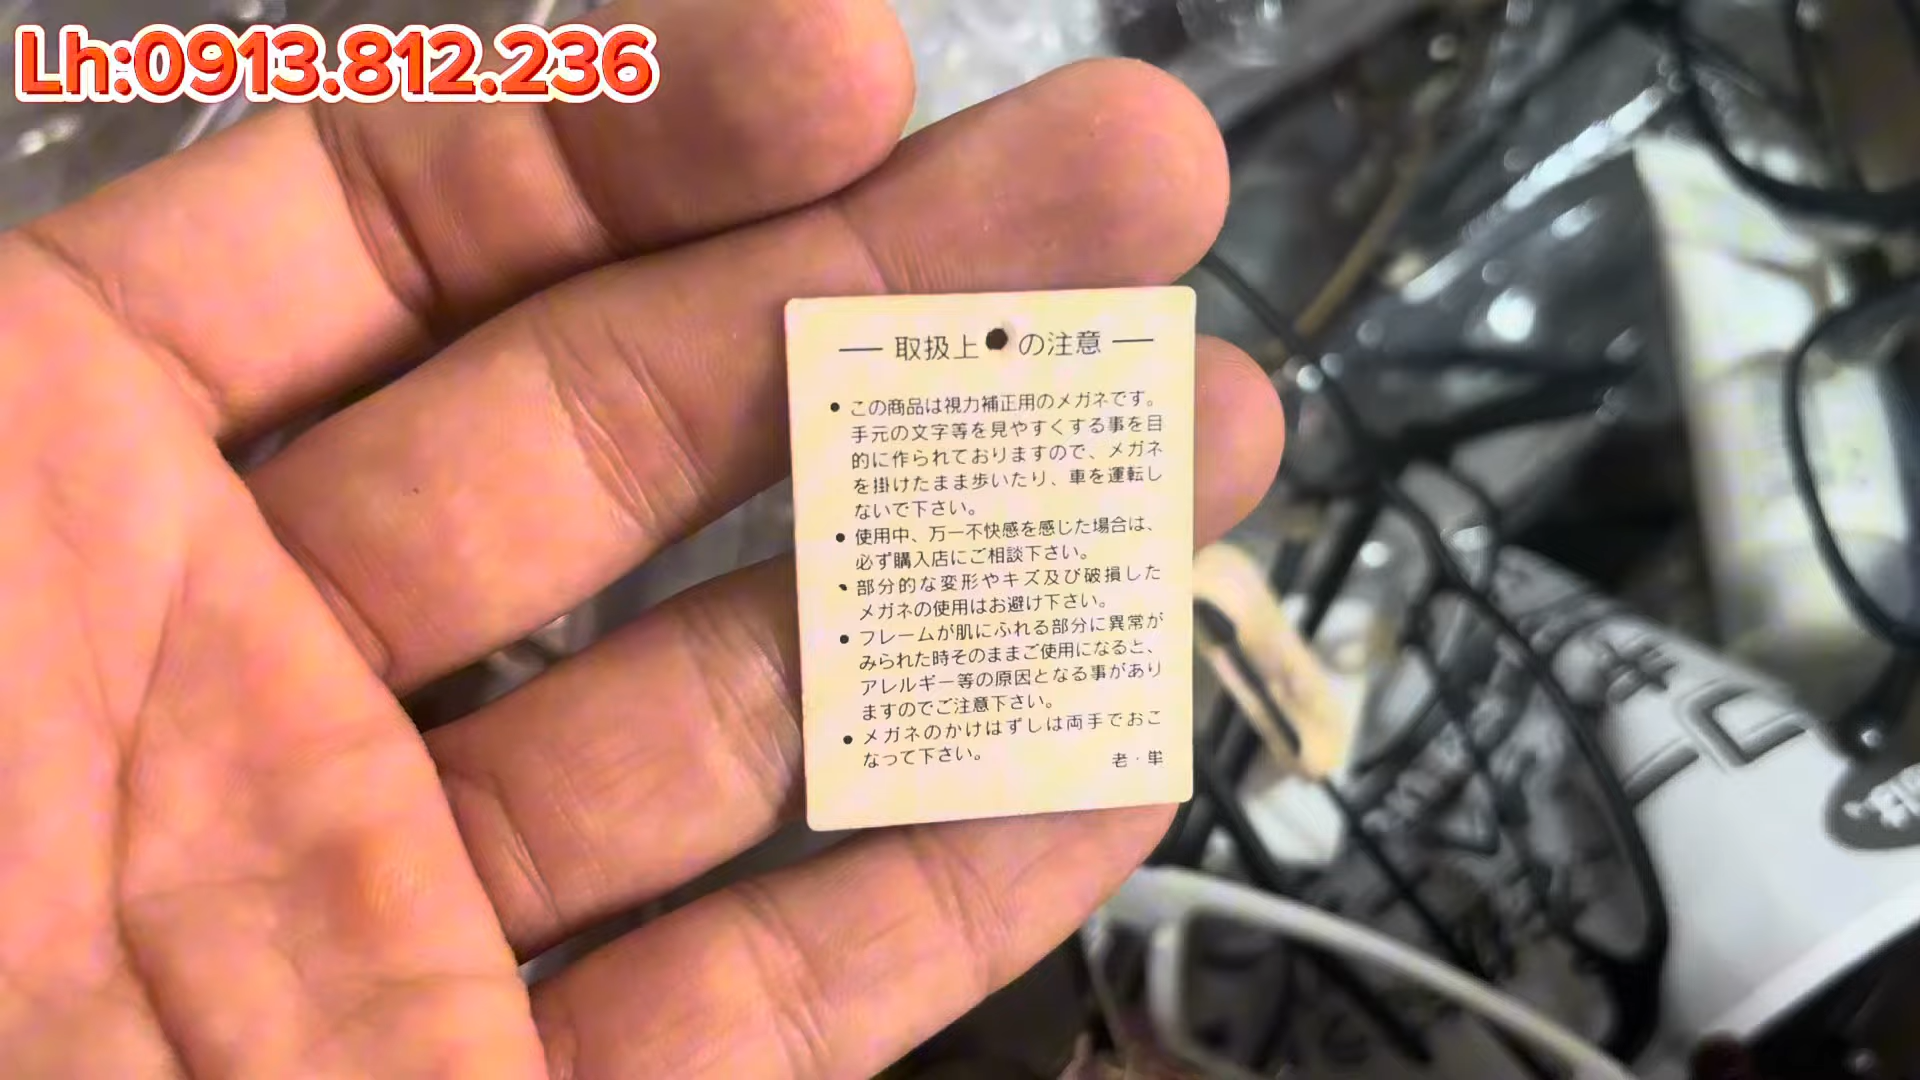 Lh:0913.812.236
取扱上の注意
● この商品は視力補正用のメガネです。
手元の文字等を見やすくする事を目
的に作られておりますので、メガネ
を掛けたまま歩いたり、車を運転し
ないで下さい。
● 使用中、万一不快感を感じた場合は、
必ず購入店にご相談下さい。
● 部分的な変形やキズ及び破損した
メガネの使用はお避け下さい。
● フレームが肌にふれる部分に異常が
みられた時そのままご使用になると、
アレルギー等の原因となる事があり
ますのでご注意下さい。
● メガネのかけはずしは両手でおこ
なって下さい。
老・単